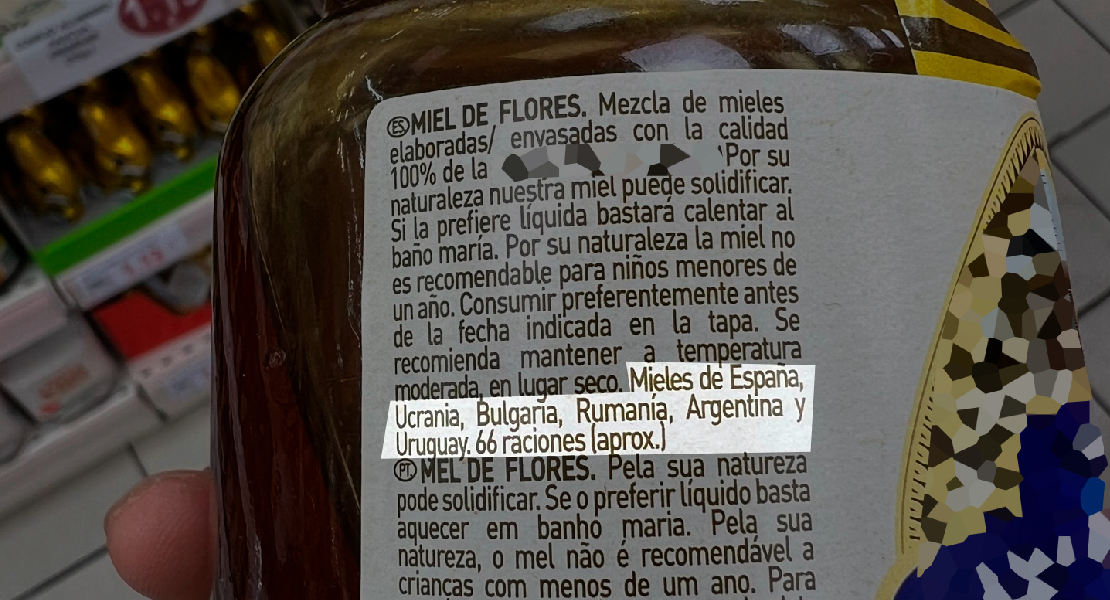 ES MIEL DE FLORES. Mezcla de mieles
elaboradas/ envasadas con la calidad
100% de la Por su
naturaleza nuestra miel puede solidificar.
Si la prefiere líquida bastará calentar al
baño maría. Por su naturaleza la miel no
es recomendable para niños menores de
un año. Consumir preferentemente antes
de la fecha indicada en la tapa. Se
recomienda mantener a temperatura
moderada, en lugar seco. Mieles de España,
Ucrania, Bulgaria, Rumanía, Argentina y
Uruguay. 66 raciones (aprox.)
PT MEL DE FLORES. Pela sua natureza
pode solidificar. Se o preferir líquido basta
aquecer em banho maria. Pela sua
natureza, o mel não é recomendável a
crianças com menos de um ano. Para